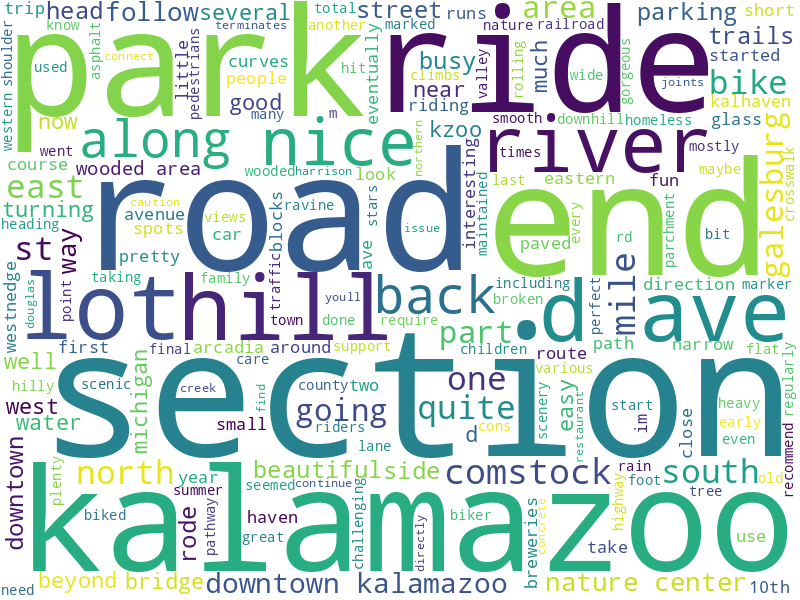 trip head follow several total street runs area parking short
know terminates another marked nature railroad
park ride
western shoulder asphalt used little pedestrians curves people good many m hit eventually busy near riding climbs valley rolling much wide gorgeous joints trails started bike kalhaven
now along nice kzoo smooth downhill homeless glass
went river times mostly maybe
course wooded area wooded harrison look northern interesting last eastern fun galesburg crosswalk
east road end
turning caution stars maintained every parchment
heading avenue views ravine issue paved rd bit
st way spots car blocks
pretty traffic ave
taking family back including direction marker
westnedge douglas point lot hill youll d mile ave
town done require broken perfect
well first final arcadia around support part children route path narrow flat
hilly scenic care section various close regularly
west michigan creek county two one easy scenery
water small find riders going quite start heavy
lane d cons restaurant im early even
downtown north beautiful side comstock south recommend
plenty year seemed continue rain foot highway tree old
biked rode summer kalamazoo
pathway haven challenging biker breweries concrete use
great directly take
need beyond bridge downtown kalamazoo nature center 10th